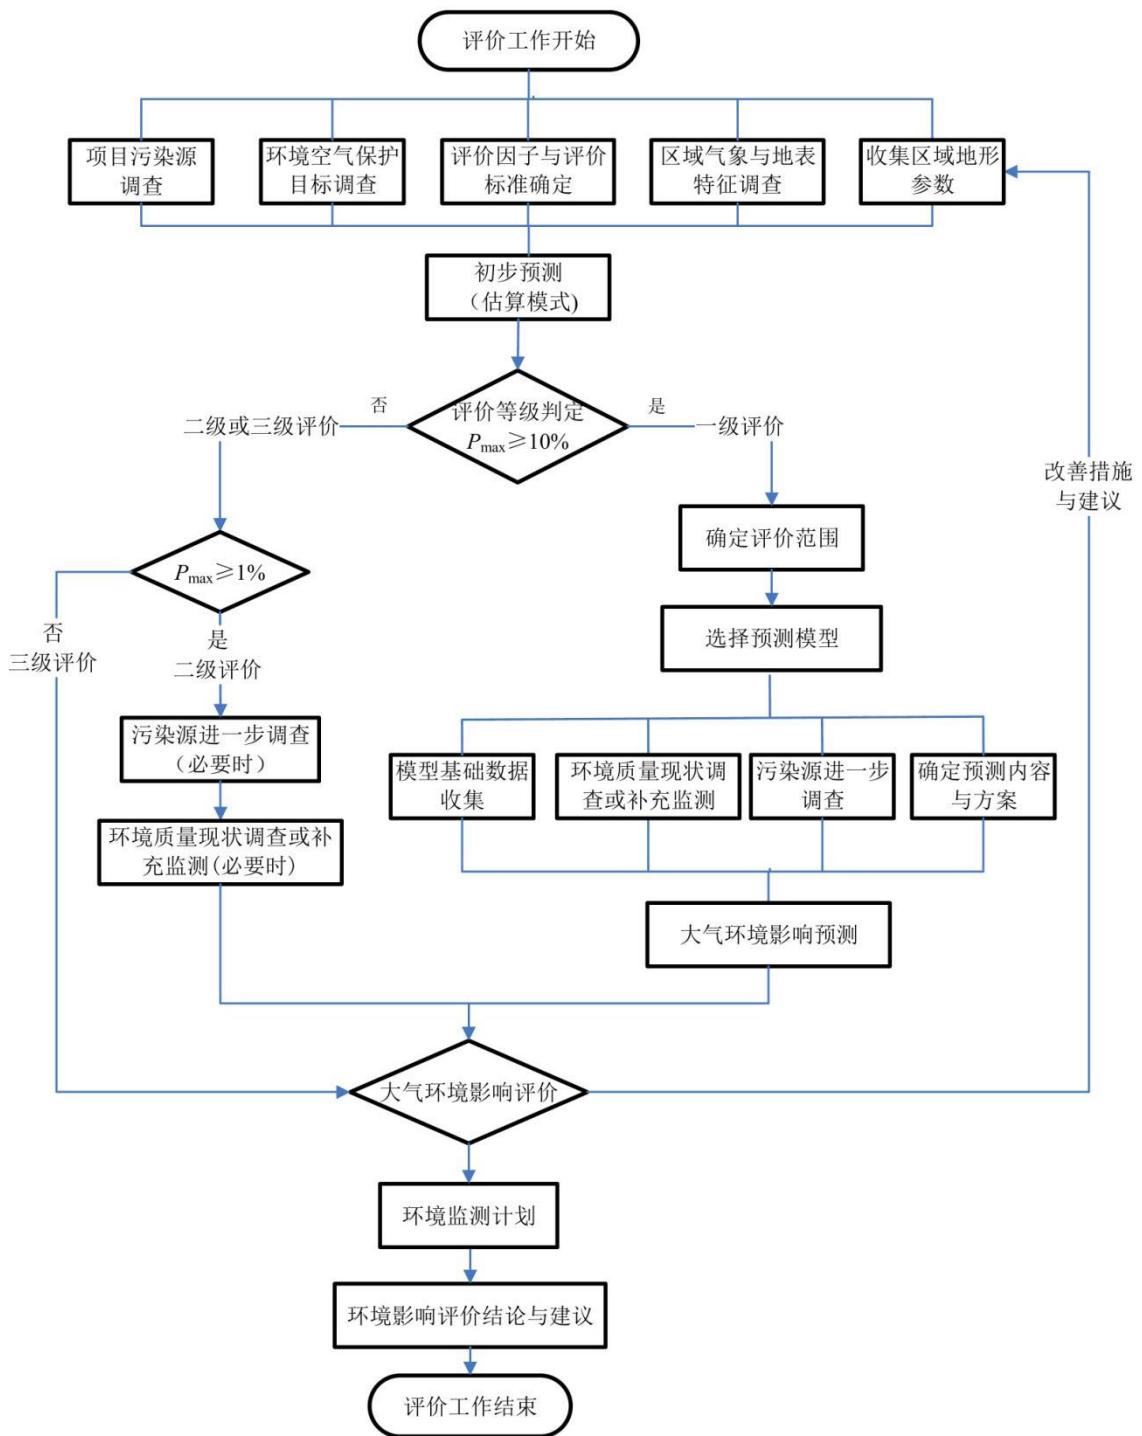 评价工作开始
项目污染源
调查
环境空气保护
目标调查
评价因子与评价
标准确定
区域气象与地表
特征调查
收集区域地形
参数
初步预测
（估算模式)
评价等级判定
Pmax≥10%
否
二级或三级评价
是
一级评价
改善措施
与建议
确定评价范围
Pmax≥1%
否
三级评价
是
二级评价
选择预测模型
污染源进一步调查
（必要时）
模型基础数据
收集
环境质量现状调
查或补充监测
污染源进一步
调查
确定预测内容
与方案
环境质量现状调查或补
充监测(必要时)
大气环境影响预测
大气环境影响评价
环境监测计划
环境影响评价结论与建议
评价工作结束